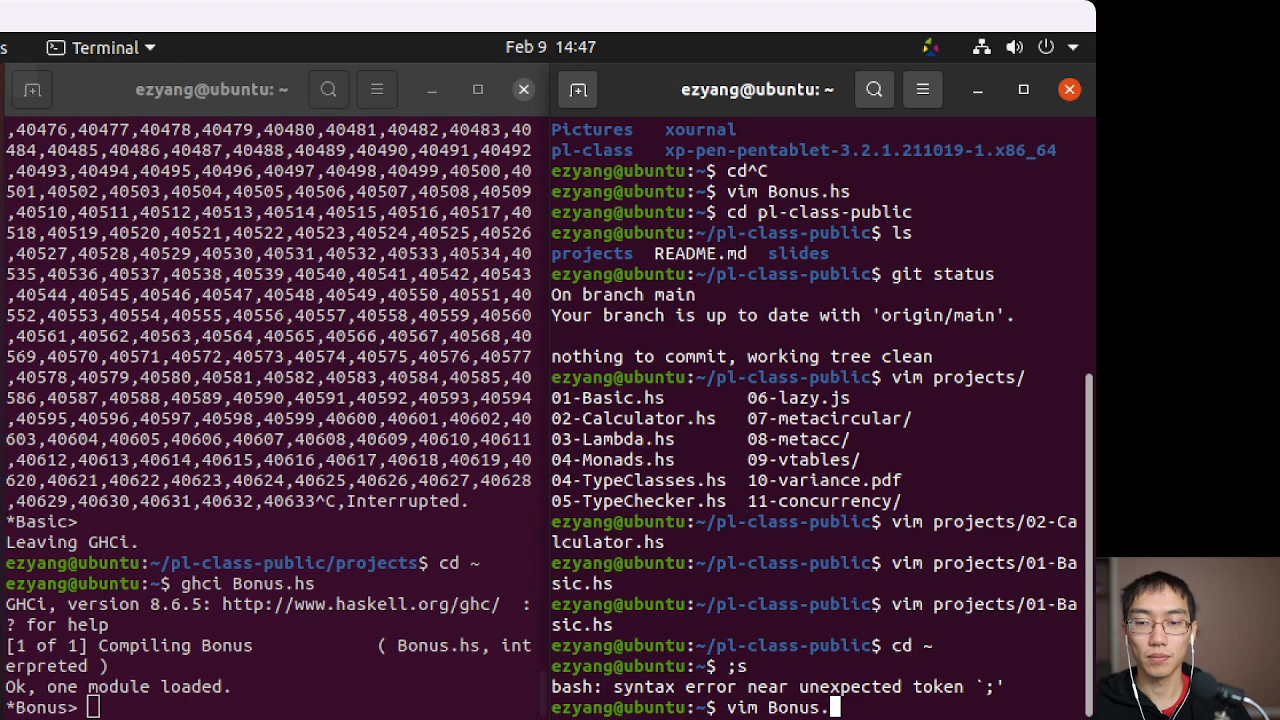 s Terminal Feb 9 14:47
ezyang@ubuntu: ~
,40476,40477,40478,40479,40480,40481,40482,40483,40
484,40485,40486,40487,40488,40489,40490,40491,40492
,40493,40494,40495,40496,40497,40498,40499,40500,40
501,40502,40503,40504,40505,40506,40507,40508,40509
,40510,40511,40512,40513,40514,40515,40516,40517,40
518,40519,40520,40521,40522,40523,40524,40525,40526
,40527,40528,40529,40530,40531,40532,40533,40534,40
535,40536,40537,40538,40539,40540,40541,40542,40543
,40544,40545,40546,40547,40548,40549,40550,40551,40
552,40553,40554,40555,40556,40557,40558,40559,40560
,40561,40562,40563,40564,40565,40566,40567,40568,40
569,40570,40571,40572,40573,40574,40575,40576,40577
,40578,40579,40580,40581,40582,40583,40584,40585,40
586,40587,40588,40589,40590,40591,40592,40593,40594
,40595,40596,40597,40598,40599,40600,40601,40602,40
603,40604,40605,40606,40607,40608,40609,40610,40611
,40612,40613,40614,40615,40616,40617,40618,40619,40
620,40621,40622,40623,40624,40625,40626,40627,40628
,40629,40630,40631,40632,40633^C,Interrupted.
*Basic>
Leaving GHCi.
ezyang@ubuntu:~/pl-class-public/projects$ cd ~
ezyang@ubuntu:~$ ghci Bonus.hs
GHCi, version 8.6.5: http://www.haskell.org/ghc/  :
? for help
[1 of 1] Compiling Bonus            ( Bonus.hs, int
erpreted )
Ok, one module loaded.
*Bonus>
ezyang@ubuntu: ~
Pictures   xournal
pl-class   xp-pen-pentablet-3.2.1.211019-1.x86_64
ezyang@ubuntu:~$ cd^C
ezyang@ubuntu:~$ vim Bonus.hs
ezyang@ubuntu:~$ cd pl-class-public
ezyang@ubuntu:~/pl-class-public$ ls
projects  README.md  slides
ezyang@ubuntu:~/pl-class-public$ git status
On branch main
Your branch is up to date with 'origin/main'.
nothing to commit, working tree clean
ezyang@ubuntu:~/pl-class-public$ vim projects/
01-Basic.hs        06-lazy.js
02-Calculator.hs   07-metacircular/
03-Lambda.hs       08-metacc/
04-Monads.hs       09-vtables/
04-TypeClasses.hs  10-variance.pdf
05-TypeChecker.hs  11-concurrency/
ezyang@ubuntu:~/pl-class-public$ vim projects/02-Ca
lculator.hs
ezyang@ubuntu:~/pl-class-public$ vim projects/01-Ba
sic.hs
ezyang@ubuntu:~/pl-class-public$ vim projects/01-Ba
sic.hs
ezyang@ubuntu:~/pl-class-public$ cd ~
ezyang@ubuntu:~$ ;s
bash: syntax error near unexpected token `;'
ezyang@ubuntu:~$ vim Bonus.